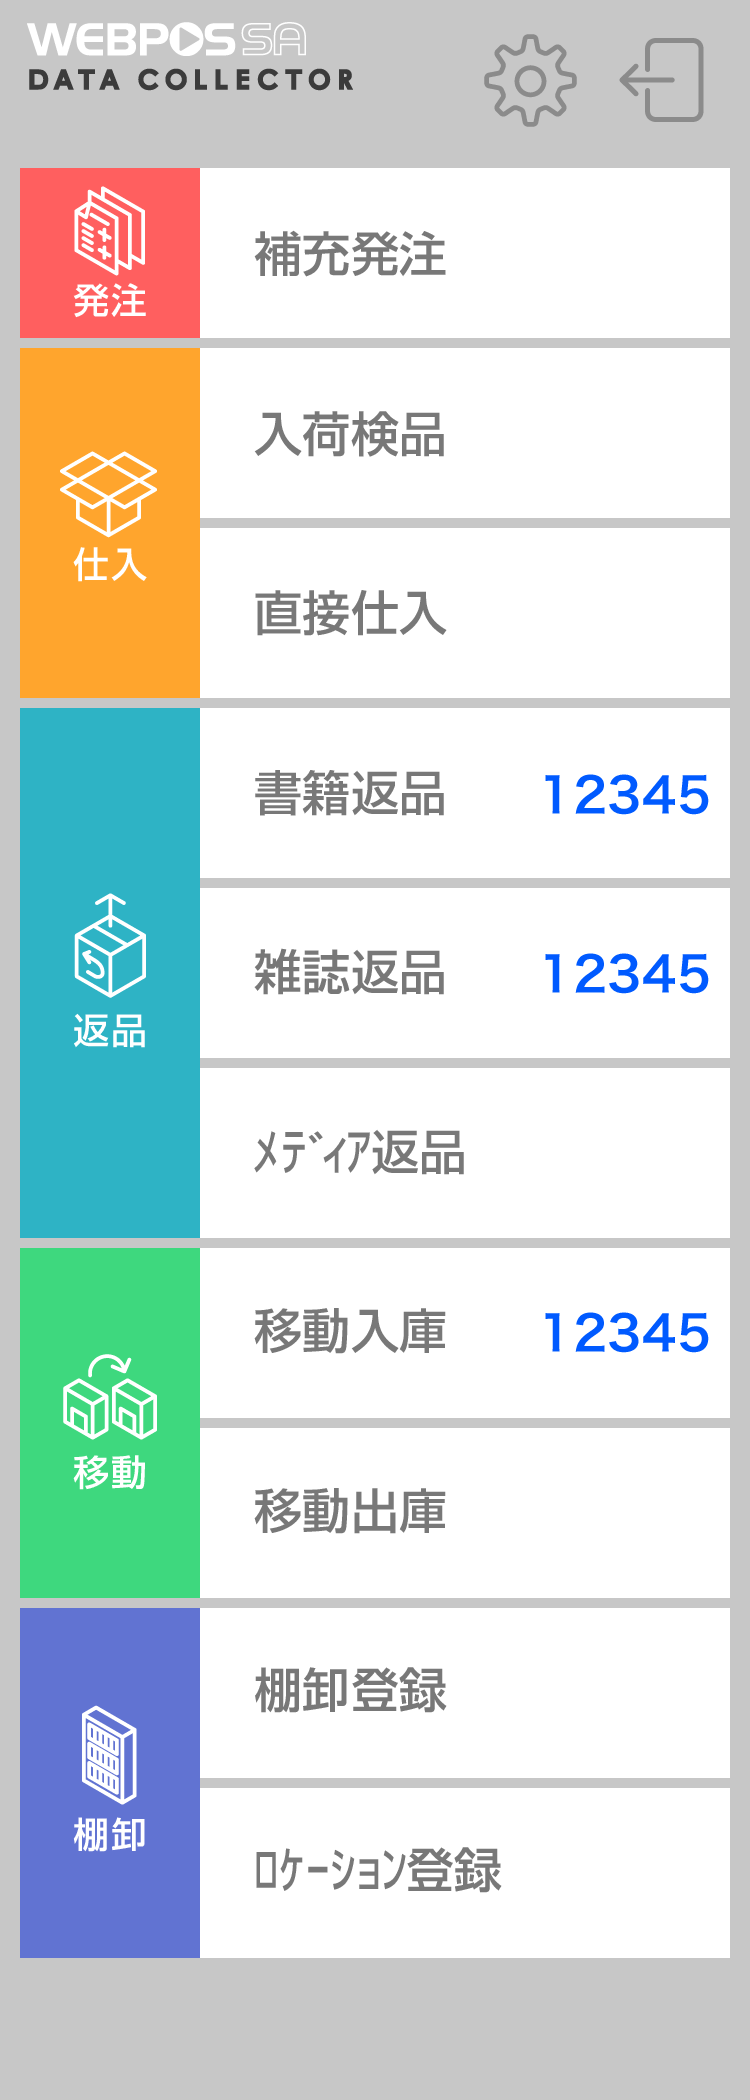 WEBPOS SA
DATA COLLECTOR
発注
補充発注
仕入
入荷検品
直接仕入
返品
書籍返品 12345
雑誌返品 12345
ﾒﾃﾞｨｱ返品
移動
移動入庫 12345
移動出庫
棚卸
棚卸登録
ﾛｹｰｼｮﾝ登録